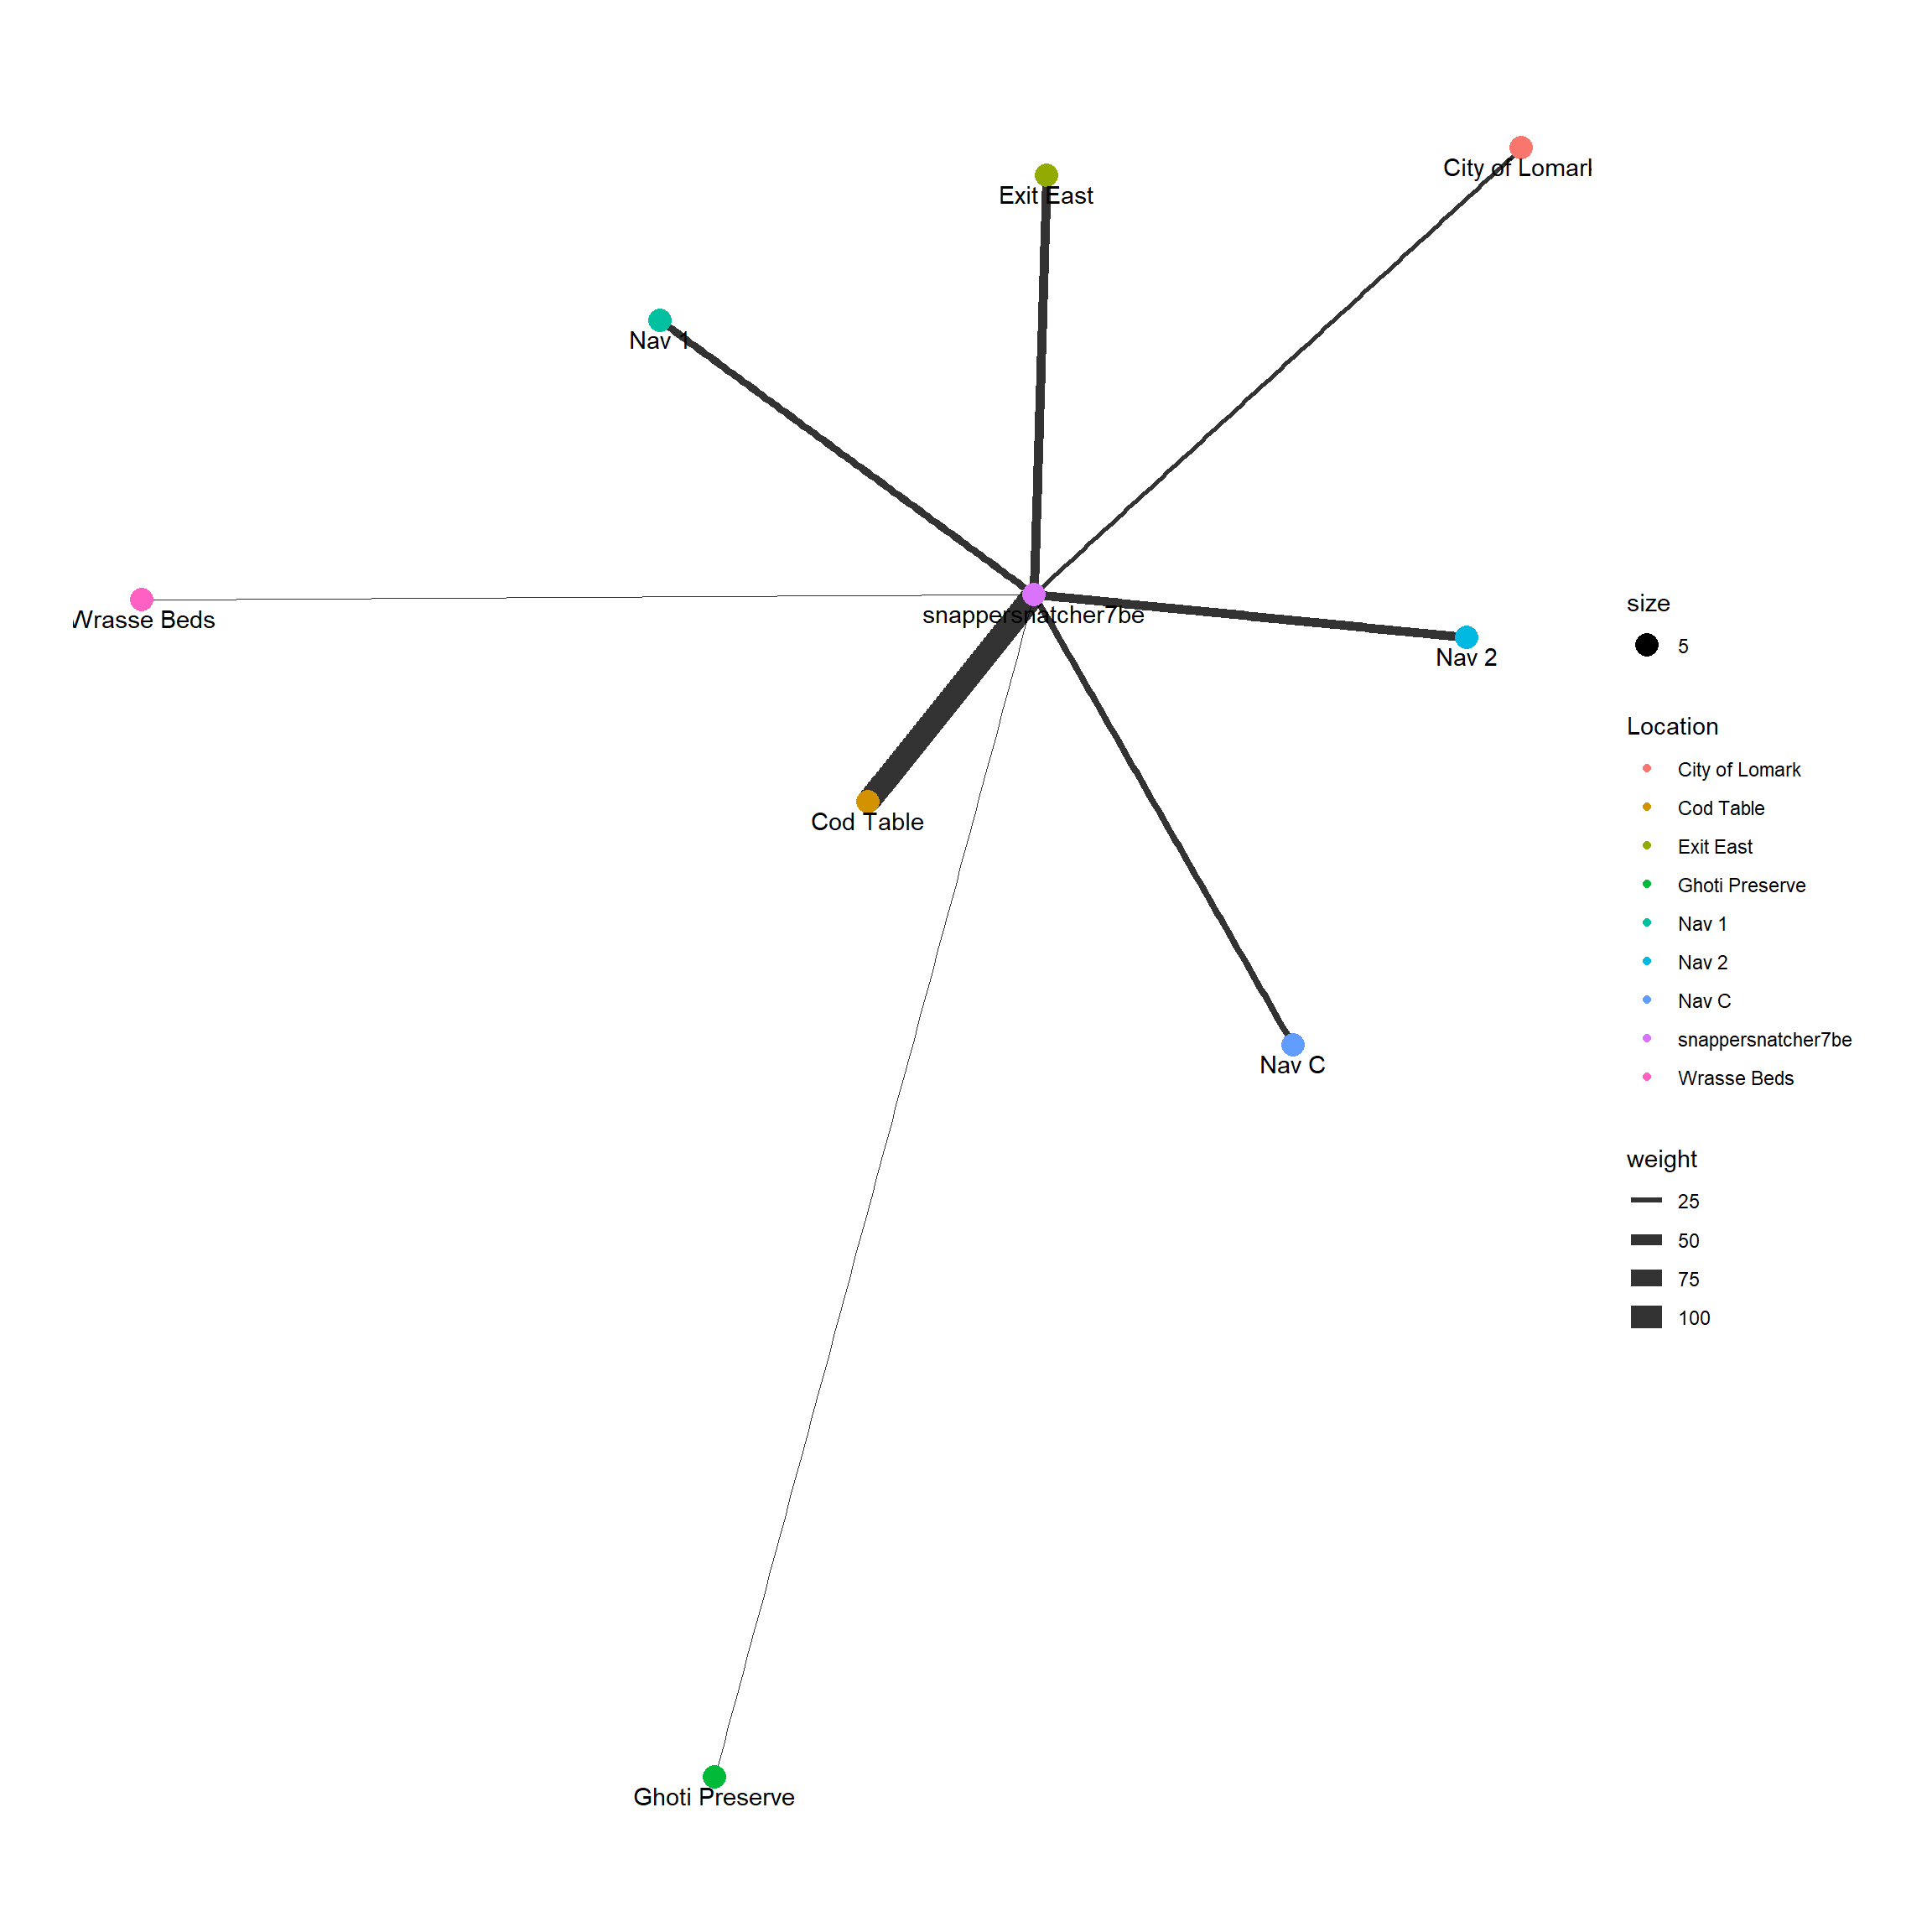 City of Lomark
Exit East
Nav 1
Wrasse Beds
snappersnatcher7be
Nav 2
Cod Table
Nav C
Ghoti Preserve
size
5
Location
City of Lomark
Cod Table
Exit East
Ghoti Preserve
Nav 1
Nav 2
Nav C
snappersnatcher7be
Wrasse Beds
weight
25
50
75
100